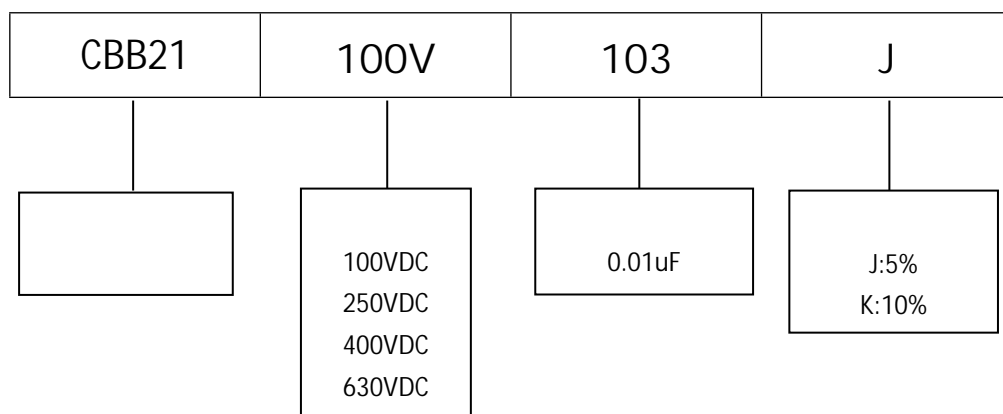 CBB21 100V 103 J
100VDC
250VDC
400VDC
630VDC
0.01uF
J:5%
K:10%